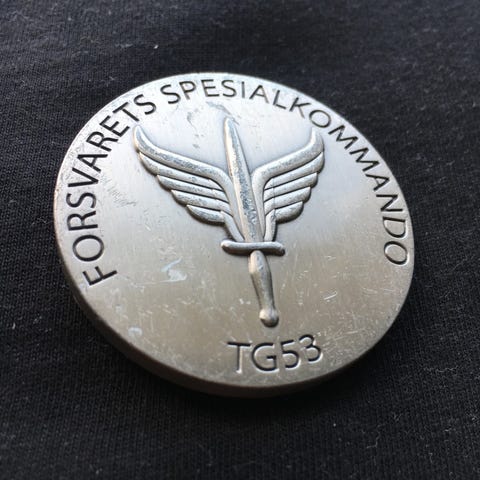 FORSVARETS SPESIALKOMMANDO
TG53